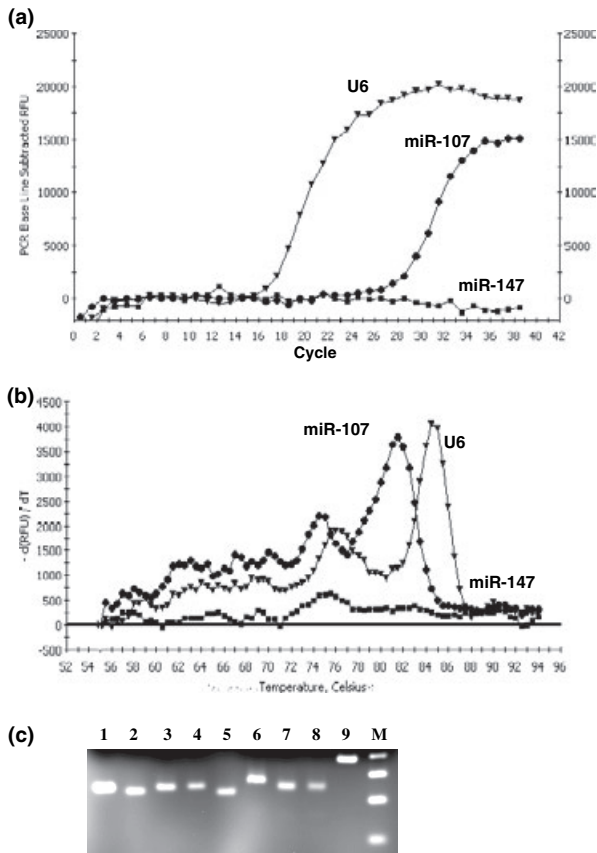 (a)
25000 25000
U6
20000 20000
miR-107
15000 15000
10000 10000
5000 5000
miR-147
0 0
PCR Base Line Subtracted RFU
0 2 4 6 8 10 12 14 16 18 20 22 24 26 28 30 32 34 36 38 40 42
Cycle
(b)
4500
miR-107
U6
4000
3500
3000
2500
2000
1500
1000
miR-147
500
0
-500
- d(RFU) / dT
52 54 56 58 60 62 64 66 68 70 72 74 76 78 80 82 84 86 88 90 92 94 96
Temperature, Celsius
(c)
1 2 3 4 5 6 7 8 9 M